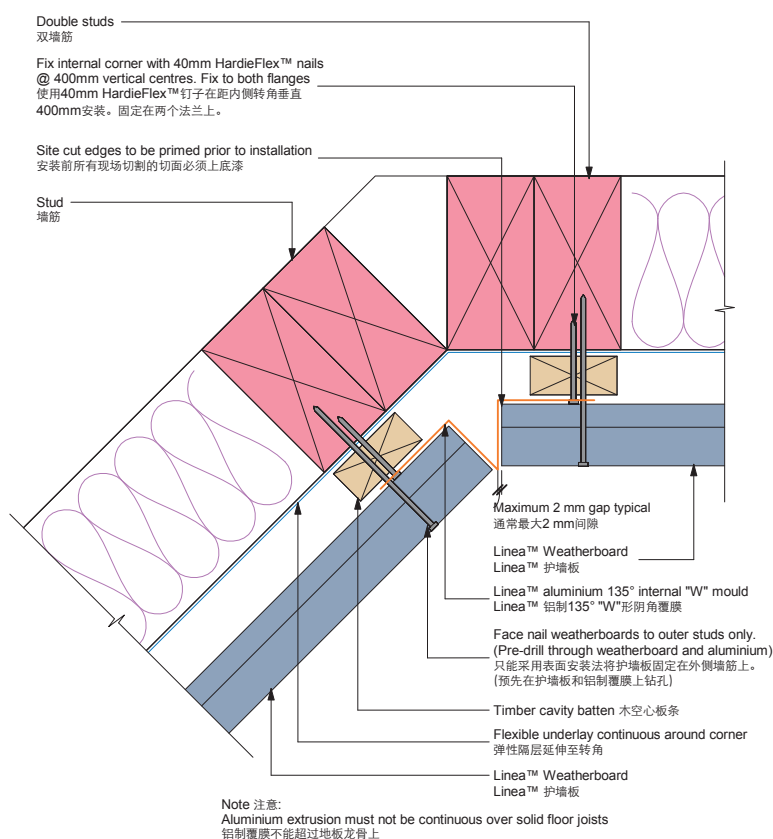 Double studs
双墙筋
Fix internal corner with 40mm HardieFlex™ nails
@ 400mm vertical centres. Fix to both flanges
使用40mm HardieFlex™钉子在距内侧转角垂直
400mm安装。固定在两个法兰上。
Site cut edges to be primed prior to installation
安装前所有现场切割的切面必须上底漆
Stud
墙筋
Maximum 2 mm gap typical
通常最大2 mm间隙
Linea™ Weatherboard
Linea™ 护墙板
Linea™ aluminium 135° internal "W" mould
Linea™ 铝制135° "W"形阴角覆膜
Face nail weatherboards to outer studs only.
(Pre-drill through weatherboard and aluminium)
只能采用表面安装法将护墙板固定在外侧墙筋上。
(预先在护墙板和铝制覆膜上钻孔)
Timber cavity batten 木空心板条
Flexible underlay continuous around corner
弹性隔层延伸至转角
Linea™ Weatherboard
Linea™ 护墙板
Note 注意:
Aluminium extrusion must not be continuous over solid floor joists
铝制覆膜不能超过地板龙骨上